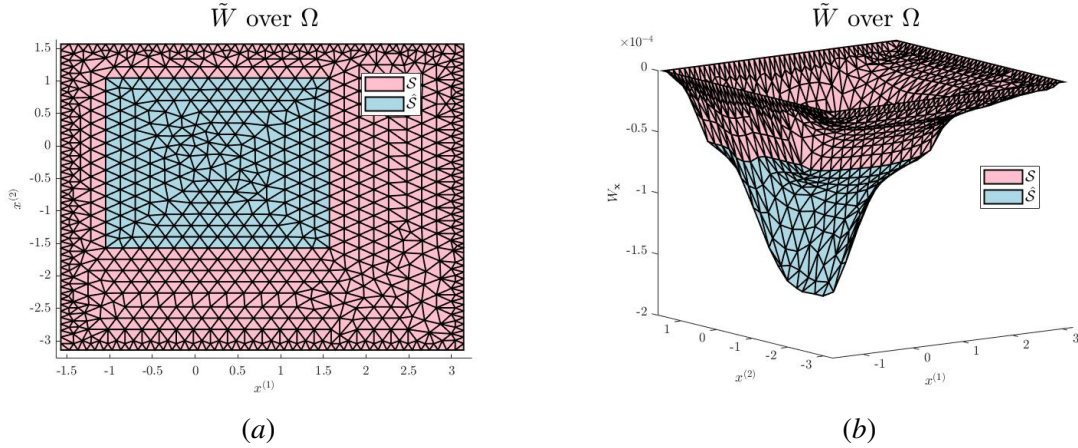 W̃ over Ω
1.5
1
0.5
0
-0.5
-1
-1.5
-2
-2.5
-3
x⁽²⁾
S
Ŝ
-1.5 -1 -0.5 0 0.5 1 1.5 2 2.5 3
x⁽¹⁾
(a)
W̃ over Ω
×10⁻⁴
0
-0.5
-1
-1.5
-2
Wₓ
S
Ŝ
1 0 -1 -2 -3
x⁽²⁾
-1 0 1 2 3
x⁽¹⁾
(b)